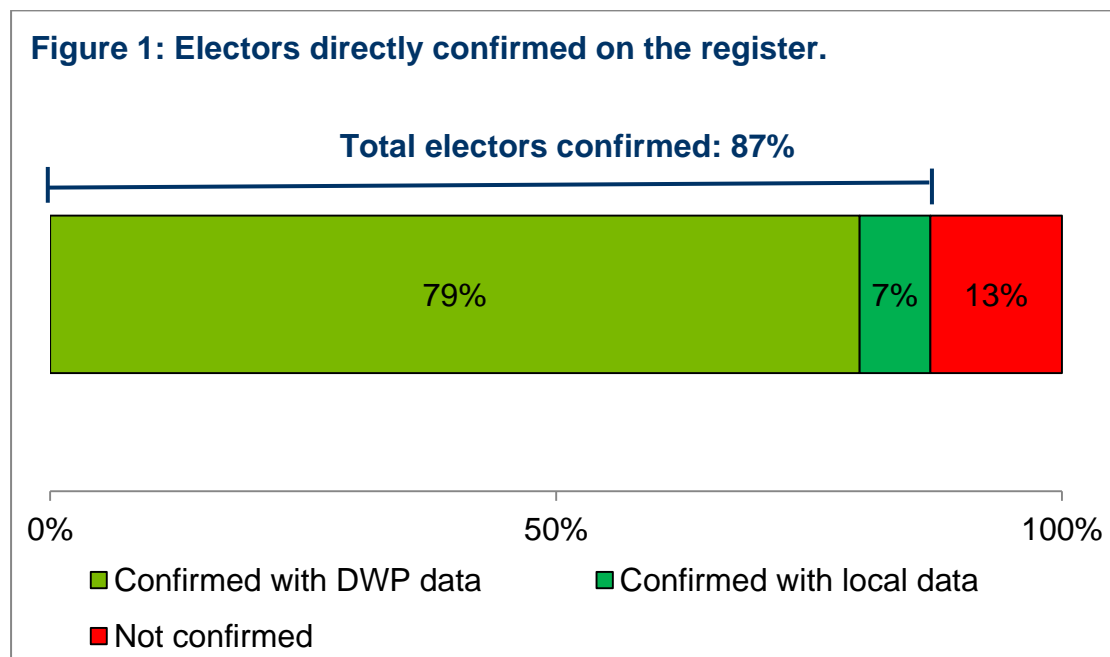 Figure 1: Electors directly confirmed on the register.
Total electors confirmed: 87%
79%
7%
13%
0%
50%
100%
Confirmed with DWP data
Confirmed with local data
Not confirmed